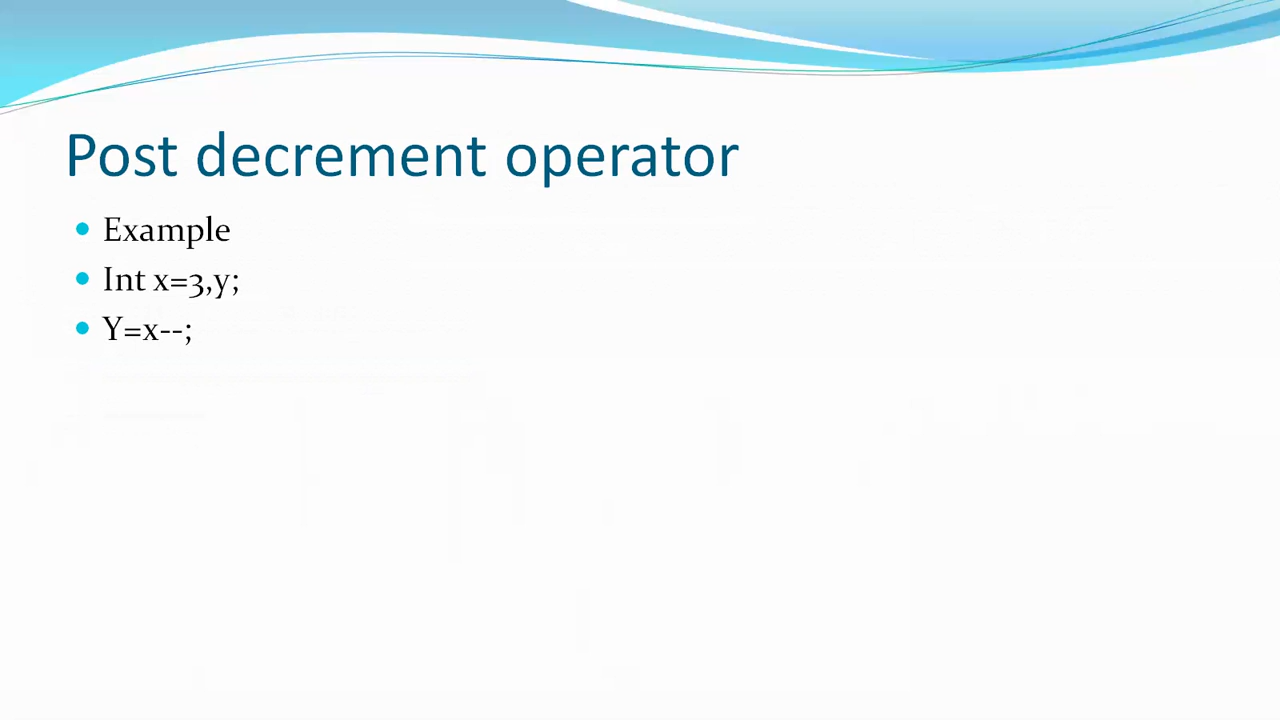 Post decrement operator
Example
Int x=3,y;
Y=x--;